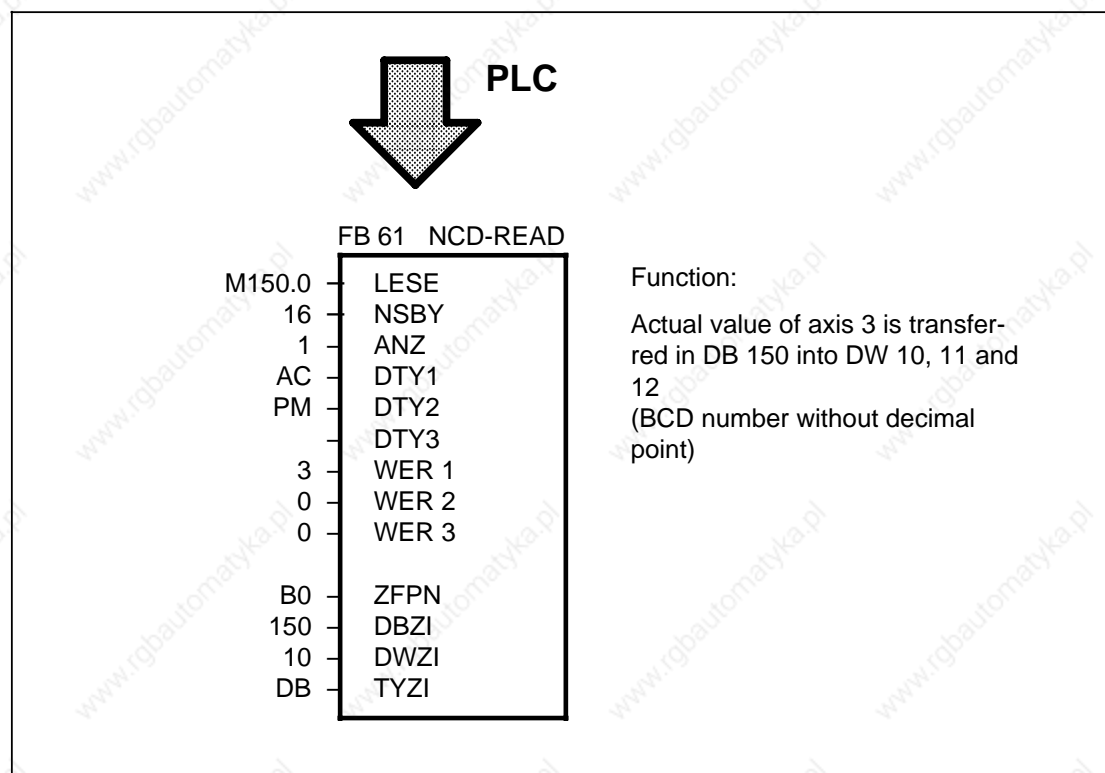 PLC
FB 61 NCD-READ
M150.0 LESE
16 NSBY
1 ANZ
AC DTY1
PM DTY2
DTY3
3 WER 1
0 WER 2
0 WER 3
B0 ZFPN
150 DBZI
10 DWZI
DB TYZI
Function:
Actual value of axis 3 is transfer-
red in DB 150 into DW 10, 11 and
12
(BCD number without decimal
point)
www.rgbautomatyka.pl